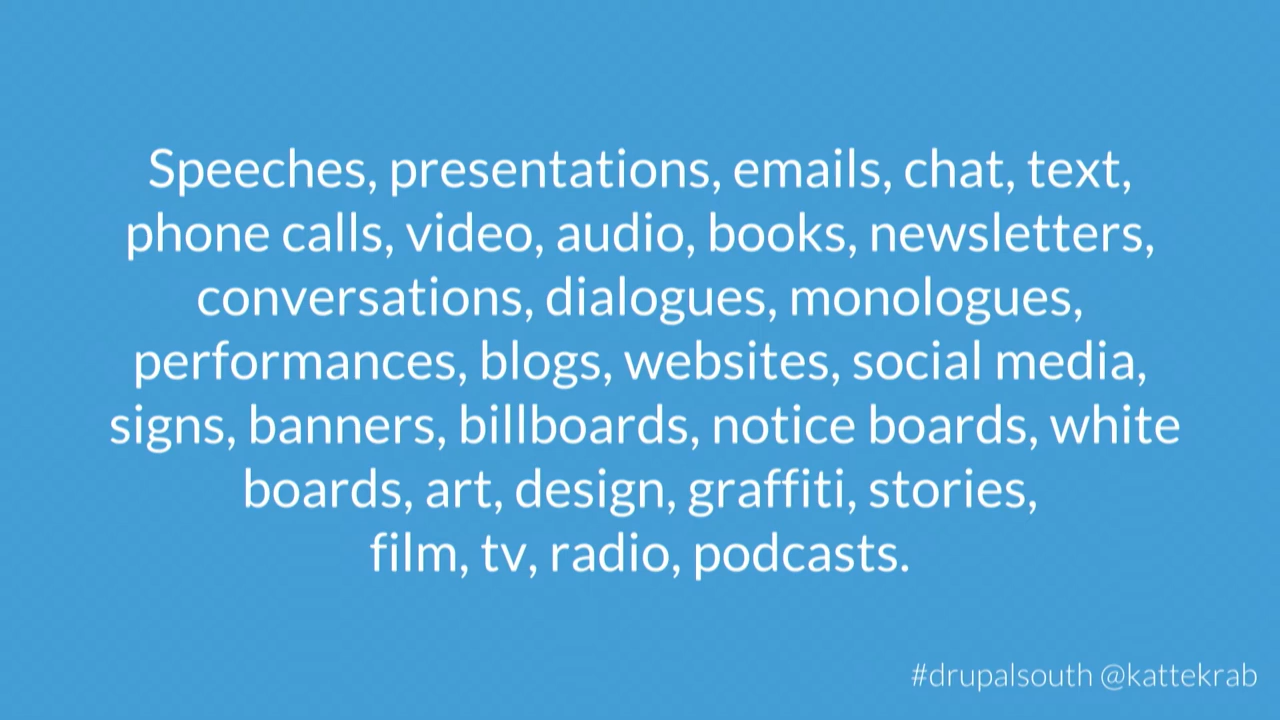 Speeches, presentations, emails, chat, text,
phone calls, video, audio, books, newsletters,
conversations, dialogues, monologues,
performances, blogs, websites, social media,
signs, banners, billboards, notice boards, white
boards, art, design, graffiti, stories,
film, tv, radio, podcasts.
#drupalsouth @kattekrab